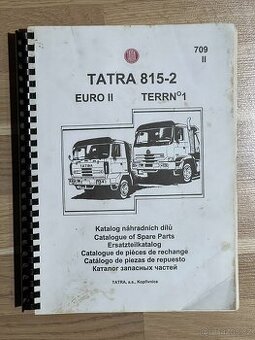 709
II
TATRA 815-2
EURO II TERRNº1
TATRA
Katalog náhradních dílů
Catalogue of Spare Parts
Ersatzteilkatalog
Catalogue de pièces de rechange
Catálogo de piezas de repuesto
Каталог запасных частей
TATRA, a.s., Kopřivnice